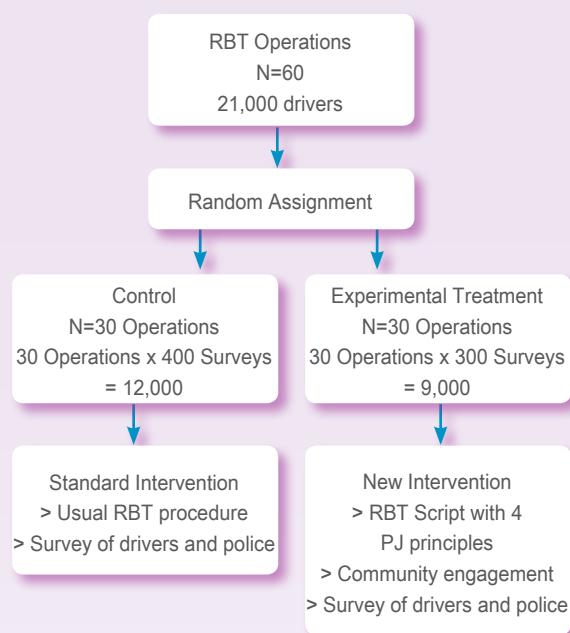 RBT Operations
N=60
21,000 drivers
Random Assignment
Control
N=30 Operations
30 Operations x 400 Surveys
= 12,000
Experimental Treatment
N=30 Operations
30 Operations x 300 Surveys
= 9,000
Standard Intervention
> Usual RBT procedure
> Survey of drivers and police
New Intervention
> RBT Script with 4
PJ principles
> Community engagement
> Survey of drivers and police